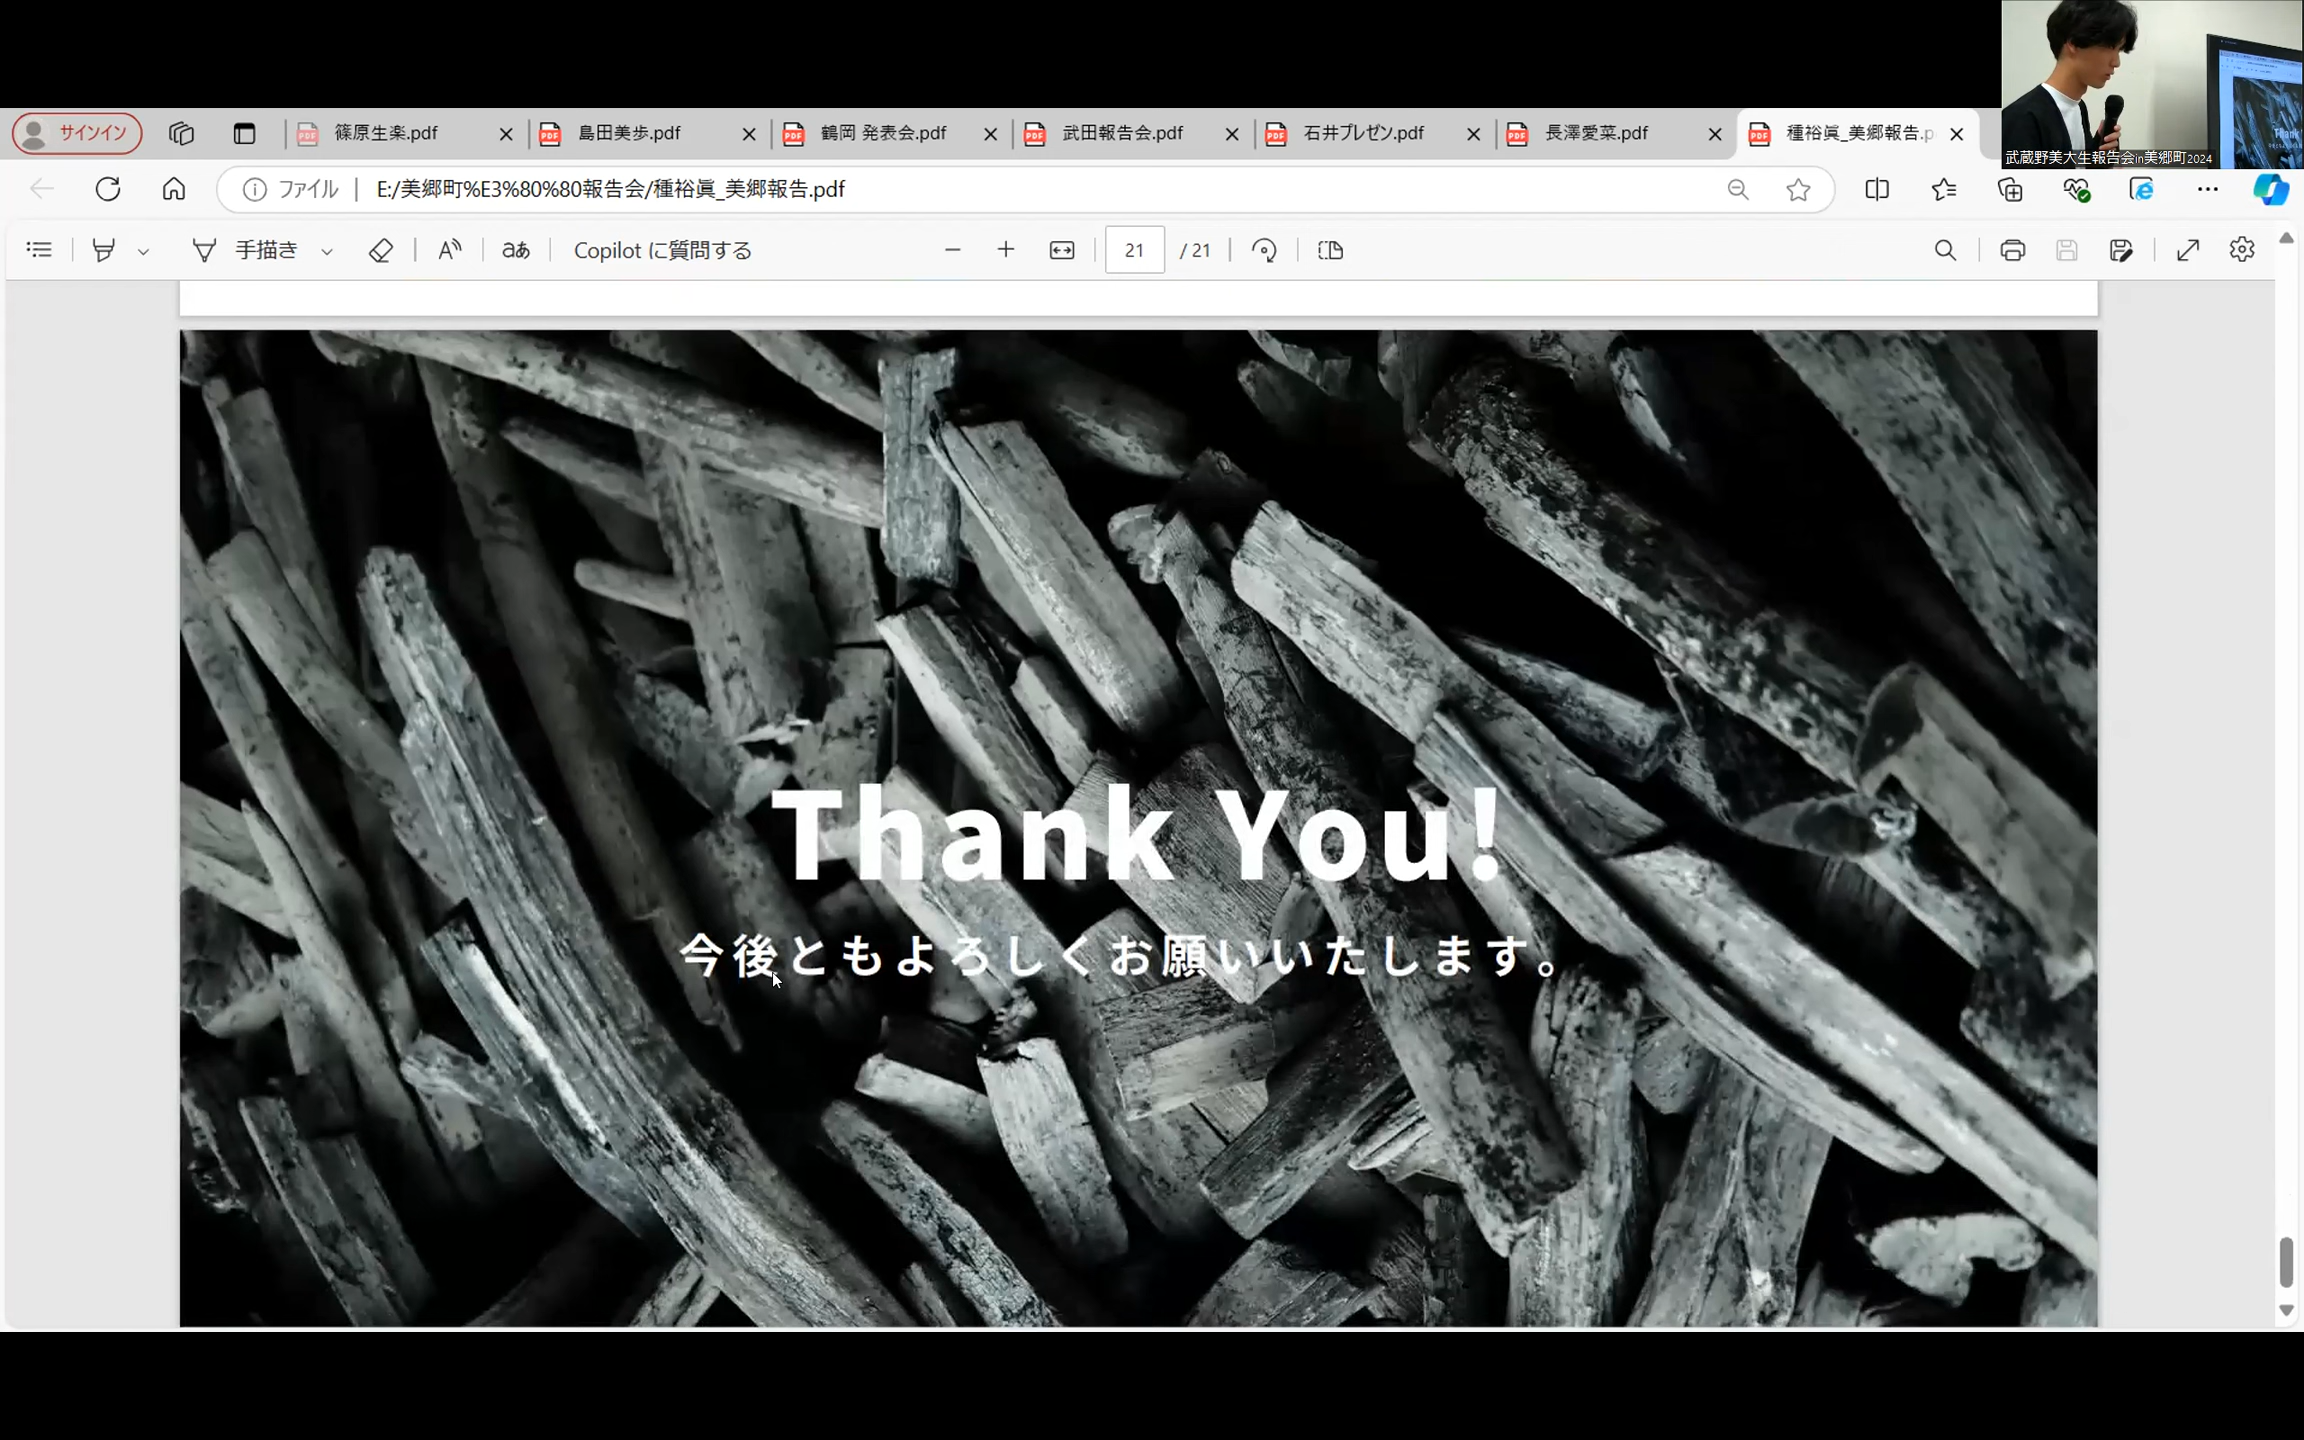 サインイン
篠原生楽.pdf
島田美歩.pdf
鶴岡 発表会.pdf
武田報告会.pdf
石井プレゼン.pdf
長澤愛菜.pdf
種裕眞_美郷報告.p
武蔵野美大生報告会in美郷町2024
ファイル
E:/美郷町%E3%80%80報告会/種裕眞_美郷報告.pdf
手描き
aあ
Copilot に質問する
21 / 21
Thank You!
今後ともよろしくお願いいたします。